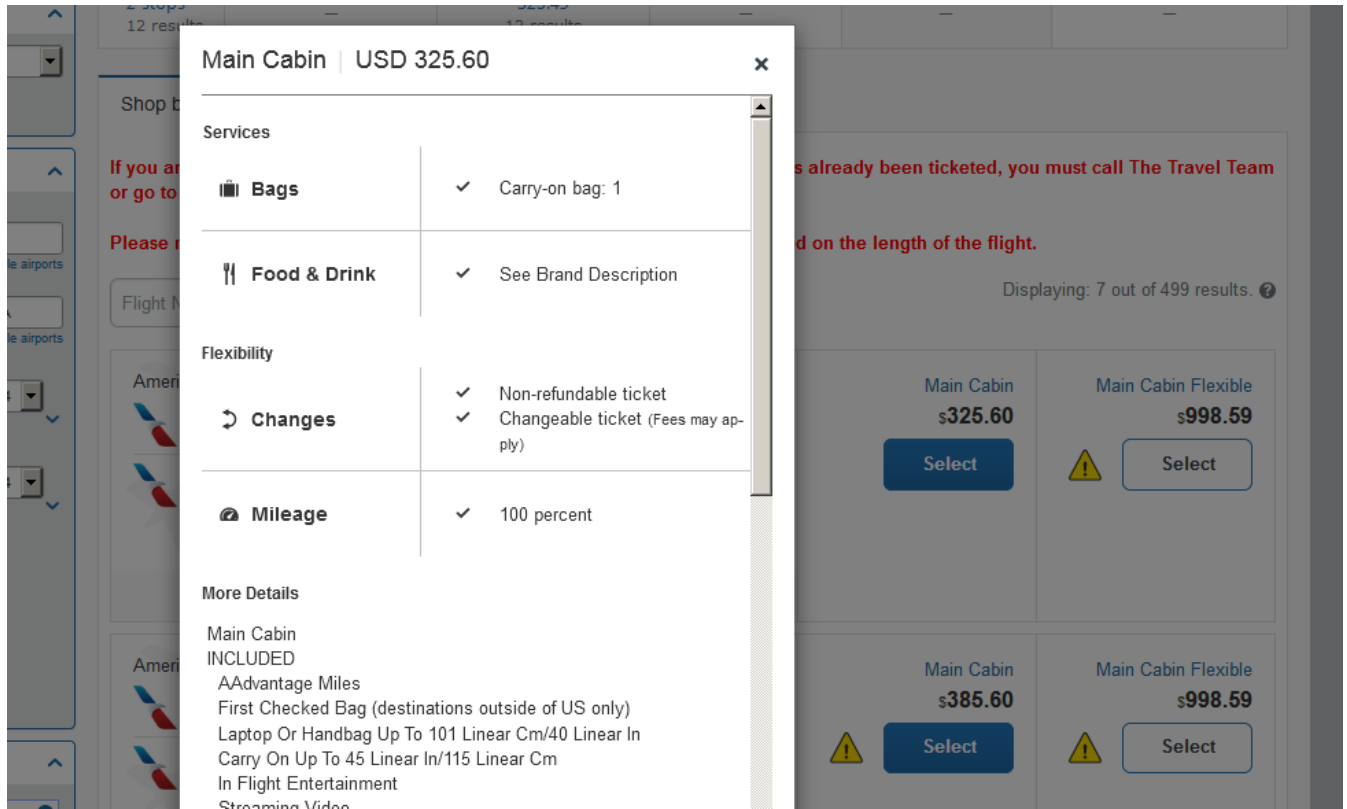 12 results
12 results
Main Cabin | USD 325.60
×
Shop b
Services
If you ar
s already been ticketed, you must call The Travel Team
or go to
Bags
Carry-on bag: 1
Please
d on the length of the flight.
le airports
Food & Drink
See Brand Description
Flight N
Displaying: 7 out of 499 results.
le airports
Flexibility
Ameri
Non-refundable ticket
Main Cabin
Main Cabin Flexible
Changes
Changeable ticket (Fees may ap-
ply)
$325.60
$998.59
Select
Select
Mileage
100 percent
More Details
Main Cabin
INCLUDED
AAdvantage Miles
First Checked Bag (destinations outside of US only)
Laptop Or Handbag Up To 101 Linear Cm/40 Linear In
Carry On Up To 45 Linear In/115 Linear Cm
In Flight Entertainment
Streaming Video
Ameri
Main Cabin
Main Cabin Flexible
$385.60
$998.59
Select
Select